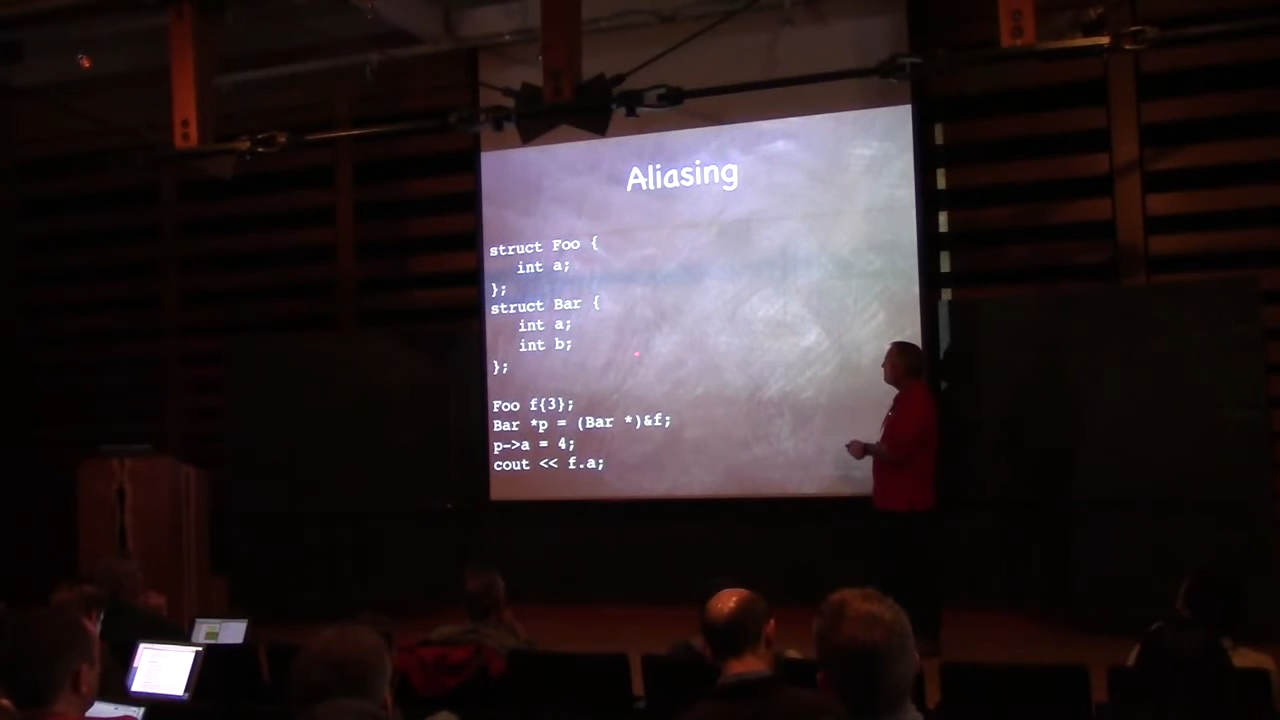 Aliasing
struct Foo {
int a;
};
struct Bar {
int a;
int b;
};
Foo f{3};
Bar *p = (Bar *)&f;
p->a = 4;
cout << f.a;